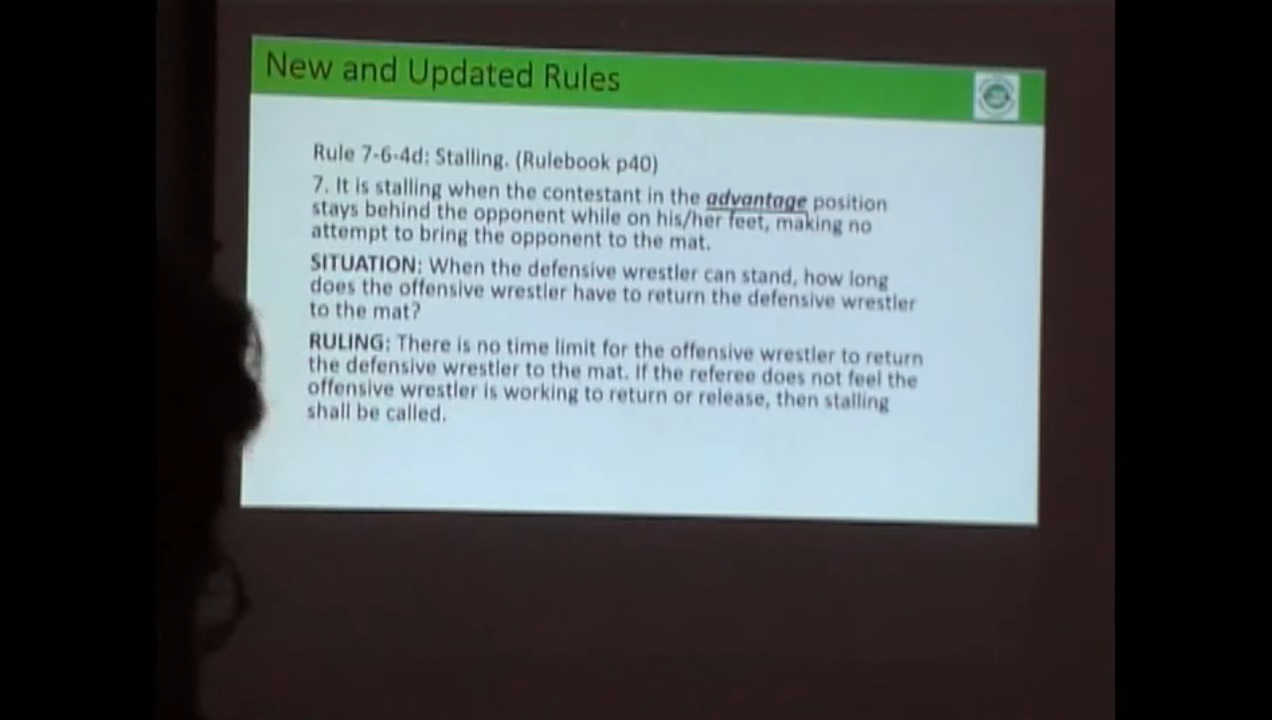 New and Updated Rules
Rule 7-6-4d: Stalling. (Rulebook p40)
7. It is stalling when the contestant in the advantage position
stays behind the opponent while on his/her feet, making no
attempt to bring the opponent to the mat.
SITUATION: When the defensive wrestler can stand, how long
does the offensive wrestler have to return the defensive wrestler
to the mat?
RULING: There is no time limit for the offensive wrestler to return
the defensive wrestler to the mat. If the referee does not feel the
offensive wrestler is working to return or release, then stalling
shall be called.